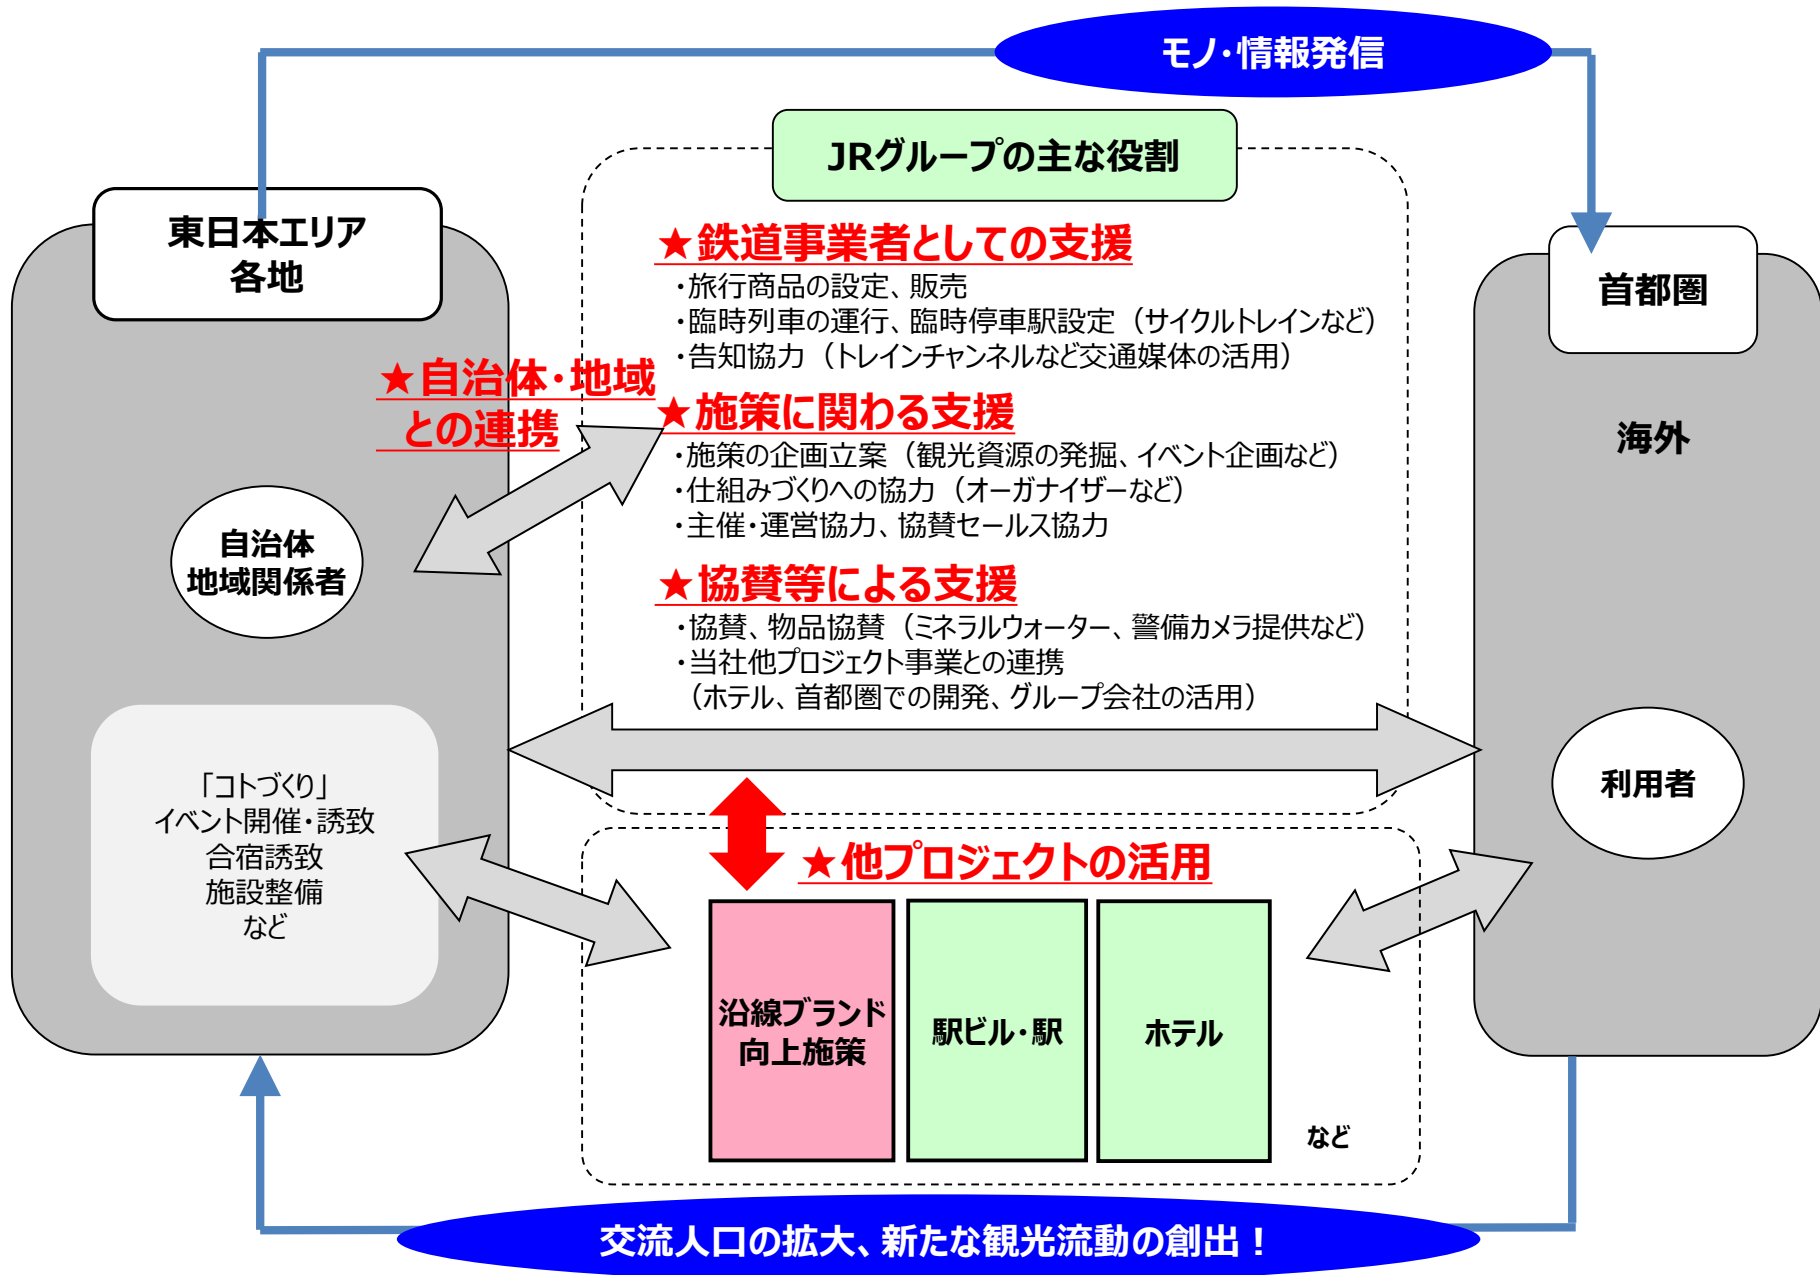 モノ・情報発信
JRグループの主な役割
東日本エリア
各地
★鉄道事業者としての支援
・旅行商品の設定、販売
・臨時列車の運行、臨時停車駅設定（サイクルトレインなど）
・告知協力（トレインチャンネルなど交通媒体の活用）
首都圏
海外
★自治体・地域
との連携
★施策に関わる支援
・施策の企画立案（観光資源の発掘、イベント企画など）
・仕組みづくりへの協力（オーガナイザーなど）
・主催・運営協力、協賛セールス協力
自治体
地域関係者
★協賛等による支援
・協賛、物品協賛（ミネラルウォーター、警備カメラ提供など）
・当社他プロジェクト事業との連携
（ホテル、首都圏での開発、グループ会社の活用）
利用者
「コトづくり」
イベント開催・誘致
合宿誘致
施設整備
など
★他プロジェクトの活用
沿線ブランド
向上施策
駅ビル・駅
ホテル
など
交流人口の拡大、新たな観光流動の創出！